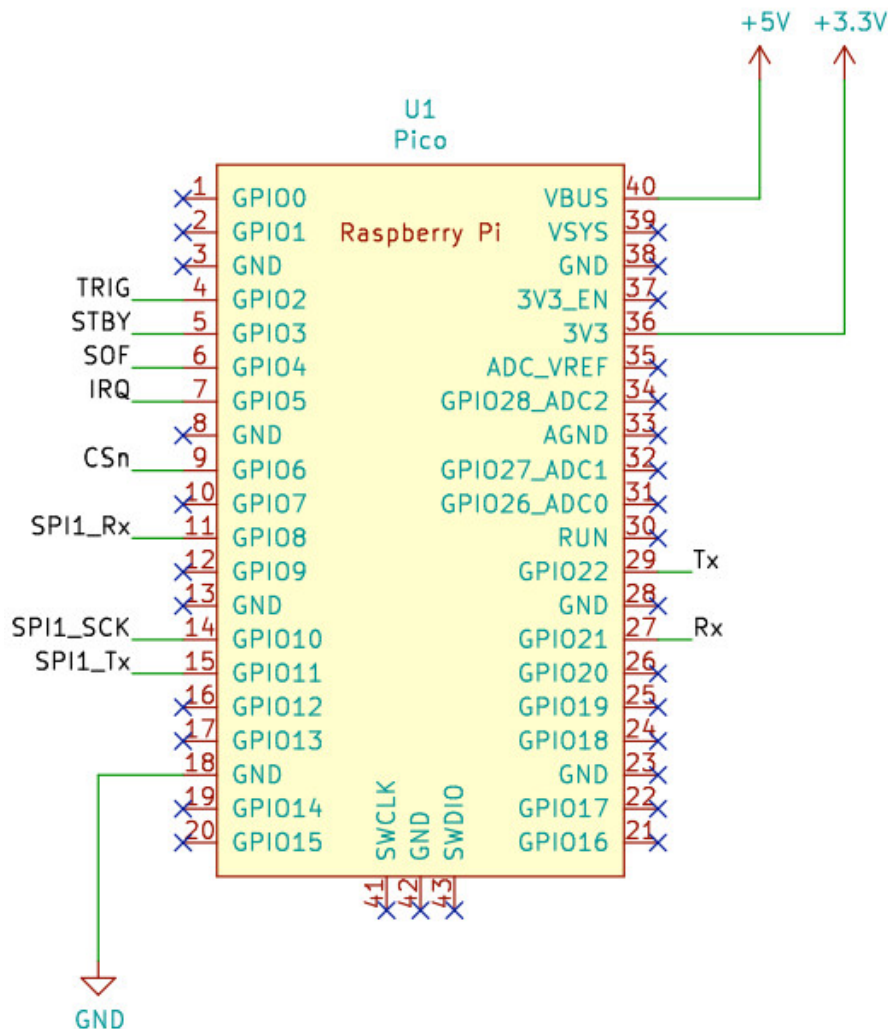 +5V +3.3V
U1
Pico
1 GPIO0 VBUS 40
2 GPIO1 Raspberry Pi VSYS 39
3 GND GND 38
TRIG 4 GPIO2 3V3_EN 37
STBY 5 GPIO3 3V3 36
SOF 6 GPIO4 ADC_VREF 35
IRQ 7 GPIO5 GPIO28_ADC2 34
8 GND AGND 33
CSn 9 GPIO6 GPIO27_ADC1 32
10 GPIO7 GPIO26_ADC0 31
SPI1_Rx 11 GPIO8 RUN 30
12 GPIO9 GPIO22 29 Tx
13 GND GND 28
SPI1_SCK 14 GPIO10 GPIO21 27 Rx
SPI1_Tx 15 GPIO11 GPIO20 26
16 GPIO12 GPIO19 25
17 GPIO13 GPIO18 24
18 GND GND 23
19 GPIO14 GPIO17 22
20 GPIO15 GPIO16 21
SWCLK GND SWDIO
41 42 43
GND